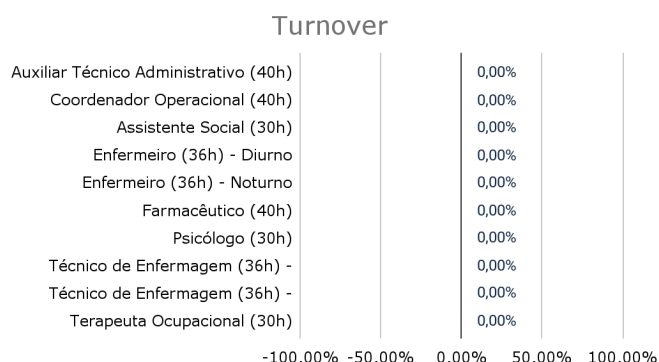 Turnover
Auxiliar Técnico Administrativo (40h) 0,00%
Coordenador Operacional (40h) 0,00%
Assistente Social (30h) 0,00%
Enfermeiro (36h) - Diurno 0,00%
Enfermeiro (36h) - Noturno 0,00%
Farmacêutico (40h) 0,00%
Psicólogo (30h) 0,00%
Técnico de Enfermagem (36h) - 0,00%
Técnico de Enfermagem (36h) - 0,00%
Terapeuta Ocupacional (30h) 0,00%
-100,00% -50,00% 0,00% 50,00% 100,00%